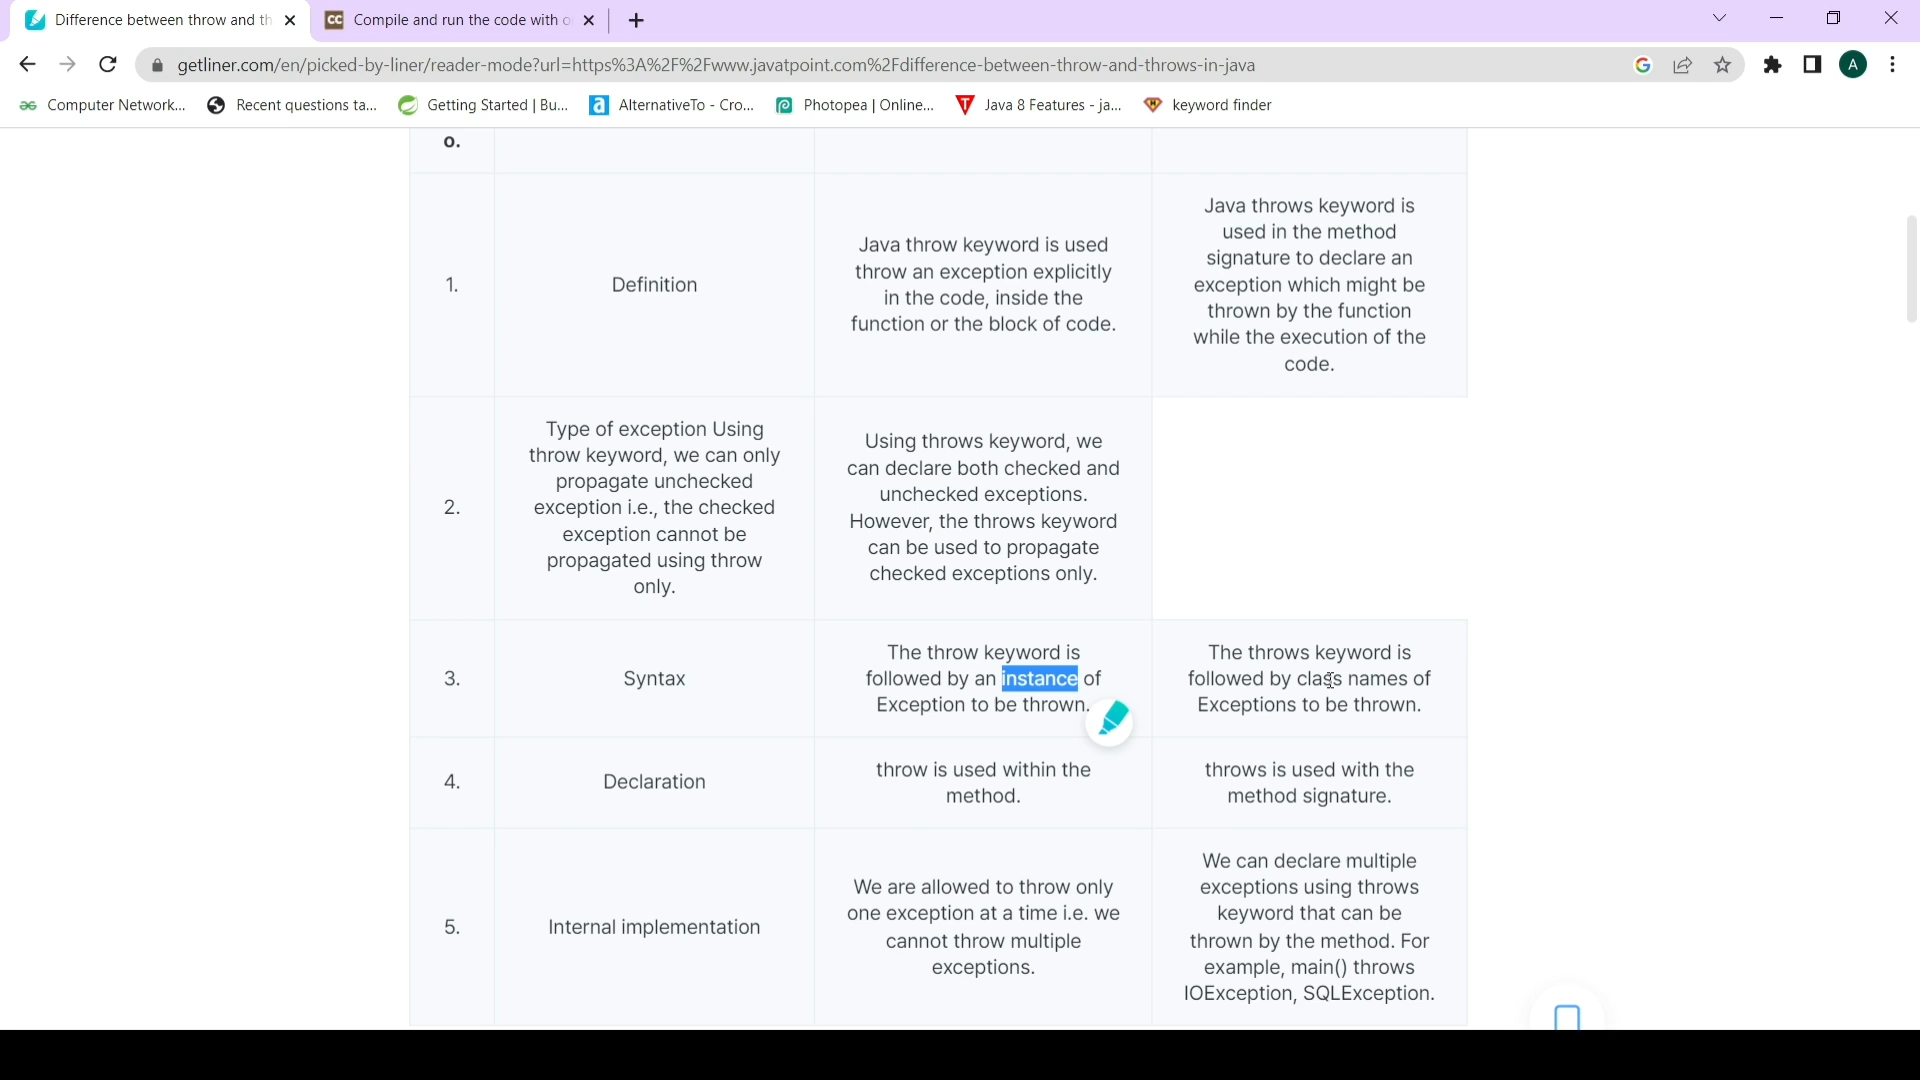 Difference between throw and th
Compile and run the code with o
getliner.com/en/picked-by-liner/reader-mode?url=https%3A%2F%2Fwww.javatpoint.com%2Fdifference-between-throw-and-throws-in-java
A
Computer Network...
Recent questions ta...
Getting Started | Bu...
AlternativeTo - Cro...
Photopea | Online...
Java 8 Features - ja...
keyword finder
o.
1.
Definition
Java throw keyword is used
throw an exception explicitly
in the code, inside the
function or the block of code.
Java throws keyword is
used in the method
signature to declare an
exception which might be
thrown by the function
while the execution of the
code.
2.
Type of exception Using
throw keyword, we can only
propagate unchecked
exception i.e., the checked
exception cannot be
propagated using throw
only.
Using throws keyword, we
can declare both checked and
unchecked exceptions.
However, the throws keyword
can be used to propagate
checked exceptions only.
3.
Syntax
The throw keyword is
followed by an instance of
Exception to be thrown.
The throws keyword is
followed by class names of
Exceptions to be thrown.
4.
Declaration
throw is used within the
method.
throws is used with the
method signature.
5.
Internal implementation
We are allowed to throw only
one exception at a time i.e. we
cannot throw multiple
exceptions.
We can declare multiple
exceptions using throws
keyword that can be
thrown by the method. For
example, main() throws
IOException, SQLException.